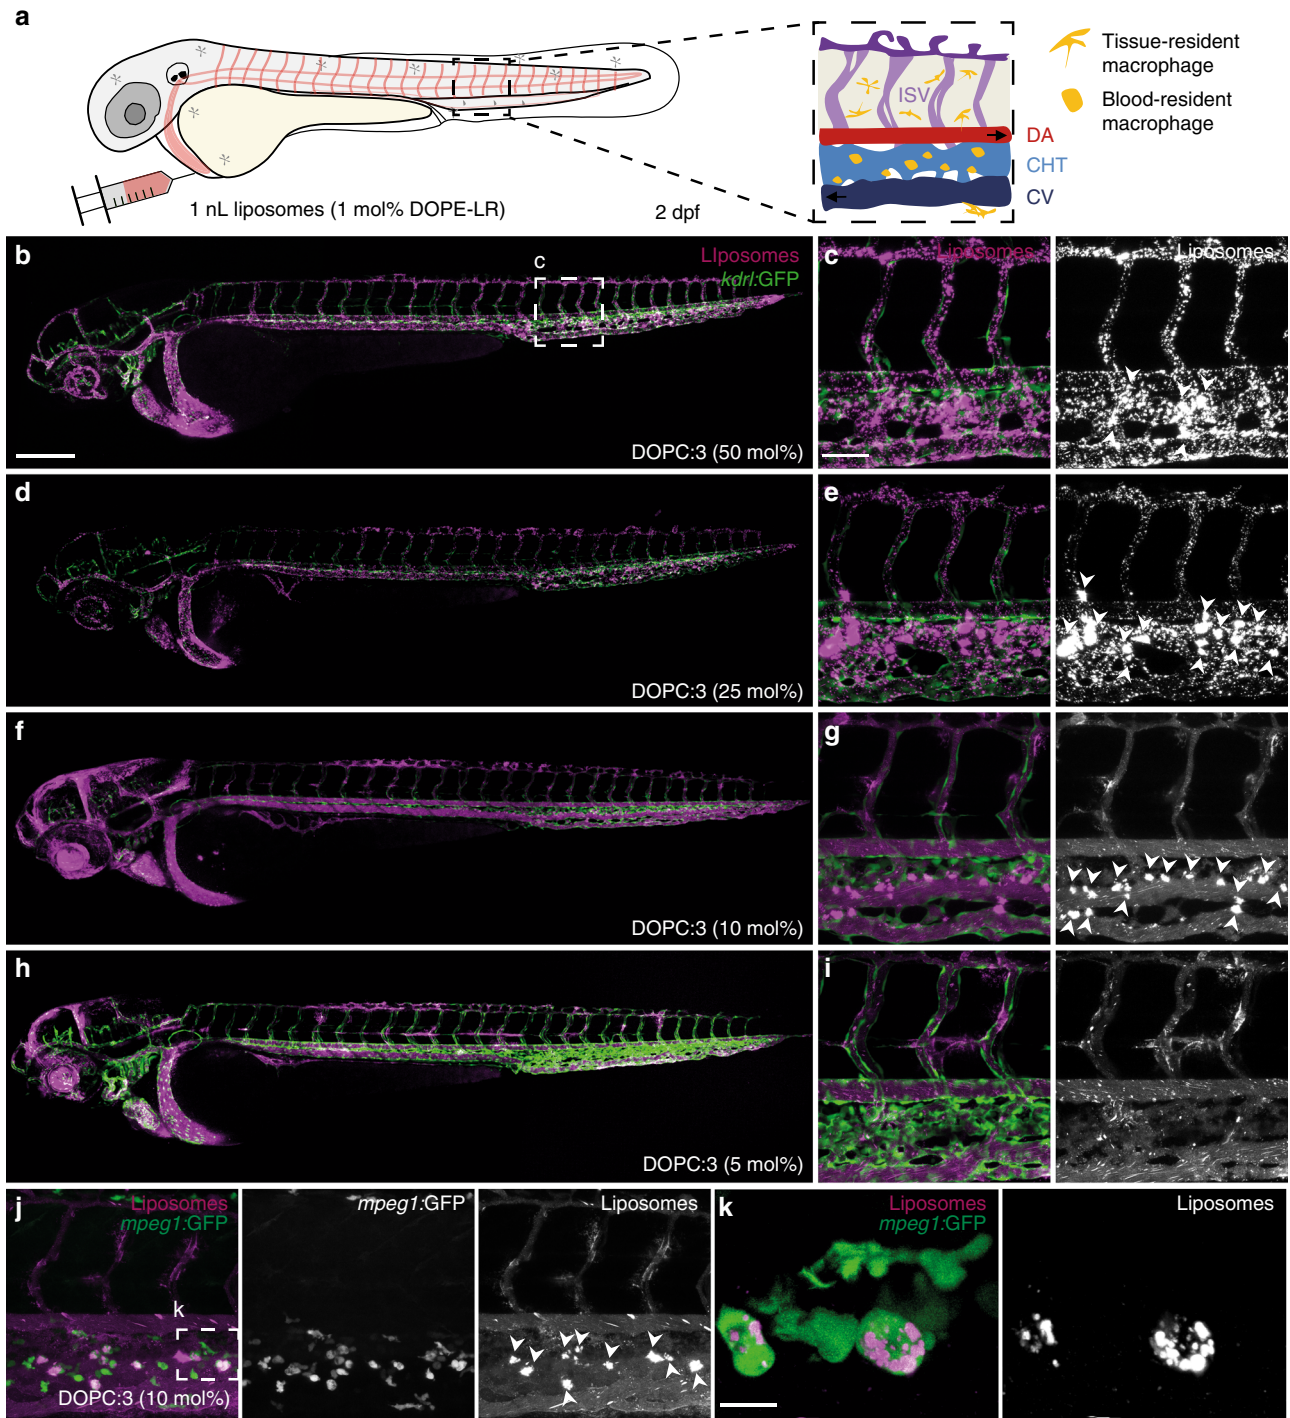 a
Tissue-resident
macrophage
Blood-resident
macrophage
ISV
DA
CHT
CV
1 nL liposomes (1 mol% DOPE-LR)
2 dpf
b
LIposomes
kdrl:GFP
c
DOPC:3 (50 mol%)
c
Liposomes
Liposomes
d
DOPC:3 (25 mol%)
e
f
DOPC:3 (10 mol%)
g
h
DOPC:3 (5 mol%)
i
j
Liposomes
mpeg1:GFP
k
DOPC:3 (10 mol%)
mpeg1:GFP
Liposomes
k
Liposomes
mpeg1:GFP
Liposomes